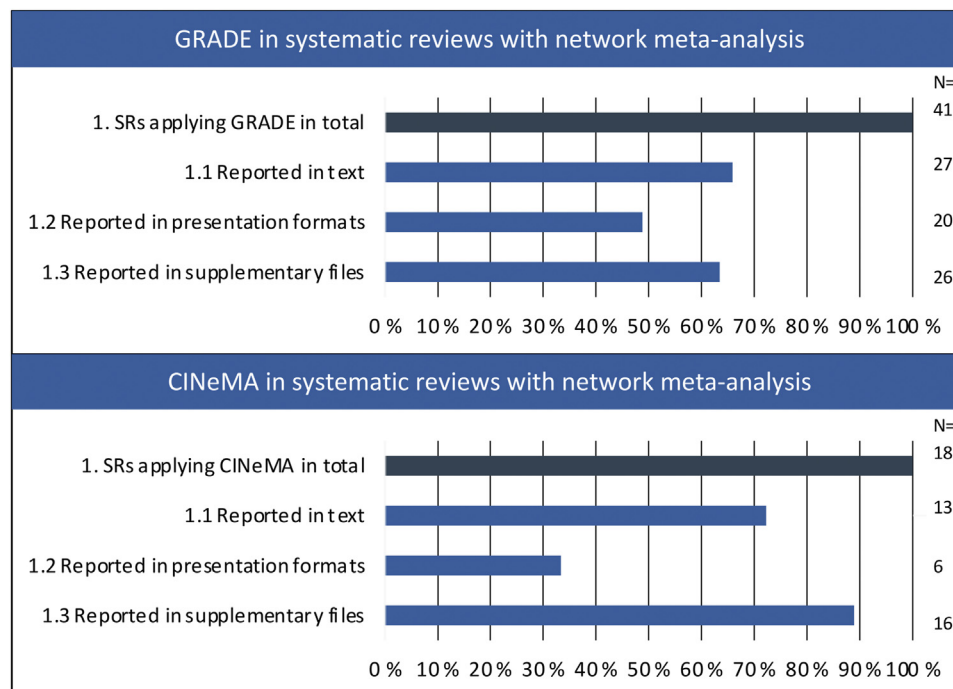 GRADE in systematic reviews with network meta-analysis
N=
1. SRs applying GRADE in total 41
1.1 Reported in text 27
1.2 Reported in presentation formats 20
1.3 Reported in supplementary files 26
0 % 10 % 20 % 30 % 40 % 50 % 60 % 70 % 80 % 90 % 100 %
CINeMA in systematic reviews with network meta-analysis
N=
1. SRs applying CINeMA in total 18
1.1 Reported in text 13
1.2 Reported in presentation formats 6
1.3 Reported in supplementary files 16
0 % 10 % 20 % 30 % 40 % 50 % 60 % 70 % 80 % 90 % 100 %